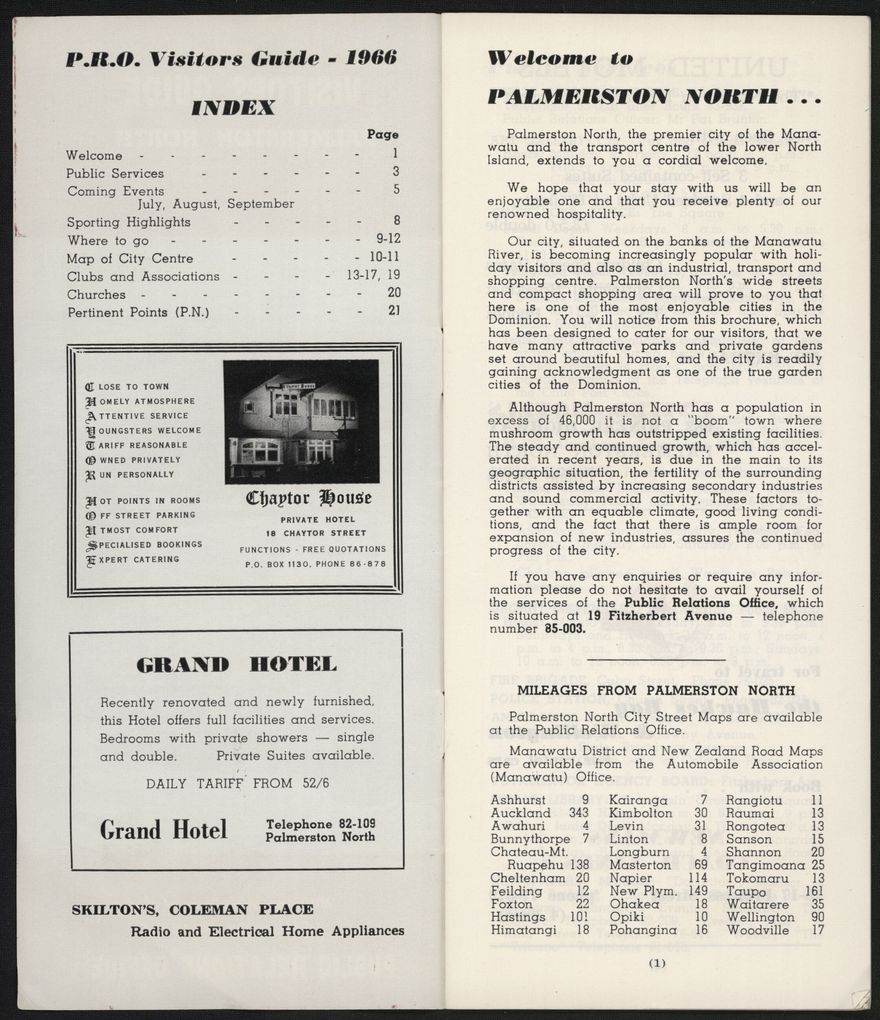 P.R.O. Visitors Guide - 1966
INDEX
Page
Welcome - - - - - - - - 1
Public Services - - - - - - 3
Coming Events - - - - - - 5
July, August, September
Sporting Highlights - - - - - 8
Where to go - - - - - - - 9-12
Map of City Centre - - - - - 10-11
Clubs and Associations - - - - 13-17, 19
Churches - - - - - - - - 20
Pertinent Points (P.N.) - - - - - 21
CLOSE TO TOWN
HOMELY ATMOSPHERE
ATTENTIVE SERVICE
YOUNGSTERS WELCOME
TARIFF REASONABLE
OWNED PRIVATELY
RUN PERSONALLY
HOT POINTS IN ROOMS
OFF STREET PARKING
UTMOST COMFORT
SPECIALISED BOOKINGS
EXPERT CATERING
Chaytor House
PRIVATE HOTEL
18 CHAYTOR STREET
FUNCTIONS - FREE QUOTATIONS
P.O. BOX 1130, PHONE 86-878
GRAND HOTEL
Recently renovated and newly furnished,
this Hotel offers full facilities and services.
Bedrooms with private showers — single
and double. Private Suites available.
DAILY TARIFF FROM 52/6
Grand Hotel
Telephone 82-109
Palmerston North
SKILTON'S, COLEMAN PLACE
Radio and Electrical Home Appliances
Welcome to
PALMERSTON NORTH . . .
Palmerston North, the premier city of the Mana-
watu and the transport centre of the lower North
Island, extends to you a cordial welcome.
We hope that your stay with us will be an
enjoyable one and that you receive plenty of our
renowned hospitality.
Our city, situated on the banks of the Manawatu
River, is becoming increasingly popular with holi-
day visitors and also as an industrial, transport and
shopping centre. Palmerston North's wide streets
and compact shopping area will prove to you that
here is one of the most enjoyable cities in the
Dominion. You will notice from this brochure, which
has been designed to cater for our visitors, that we
have many attractive parks and private gardens
set around beautiful homes, and the city is readily
gaining acknowledgment as one of the true garden
cities of the Dominion.
Although Palmerston North has a population in
excess of 46,000 it is not a "boom" town where
mushroom growth has outstripped existing facilities.
The steady and continued growth, which has accel-
erated in recent years, is due in the main to its
geographic situation, the fertility of the surrounding
districts assisted by increasing secondary industries
and sound commercial activity. These factors to-
gether with an equable climate, good living condi-
tions, and the fact that there is ample room for
expansion of new industries, assures the continued
progress of the city.
If you have any enquiries or require any infor-
mation please do not hesitate to avail yourself of
the services of the Public Relations Office, which
is situated at 19 Fitzherbert Avenue — telephone
number 85-003.
MILEAGES FROM PALMERSTON NORTH
Palmerston North City Street Maps are available
at the Public Relations Office.
Manawatu District and New Zealand Road Maps
are available from the Automobile Association
(Manawatu) Office.
Ashhurst 9 Kairanga 7 Rangiotu 11
Auckland 343 Kimbolton 30 Raumai 13
Awahuri 4 Levin 31 Rongotea 13
Bunnythorpe 7 Linton 8 Sanson 15
Chateau-Mt. Longburn 4 Shannon 20
Ruapehu 138 Masterton 69 Tangimoana 25
Cheltenham 20 Napier 114 Tokomaru 13
Feilding 12 New Plym. 149 Taupo 161
Foxton 22 Ohakea 18 Waitarere 35
Hastings 101 Opiki 10 Wellington 90
Himatangi 18 Pohangina 16 Woodville 17
(1)